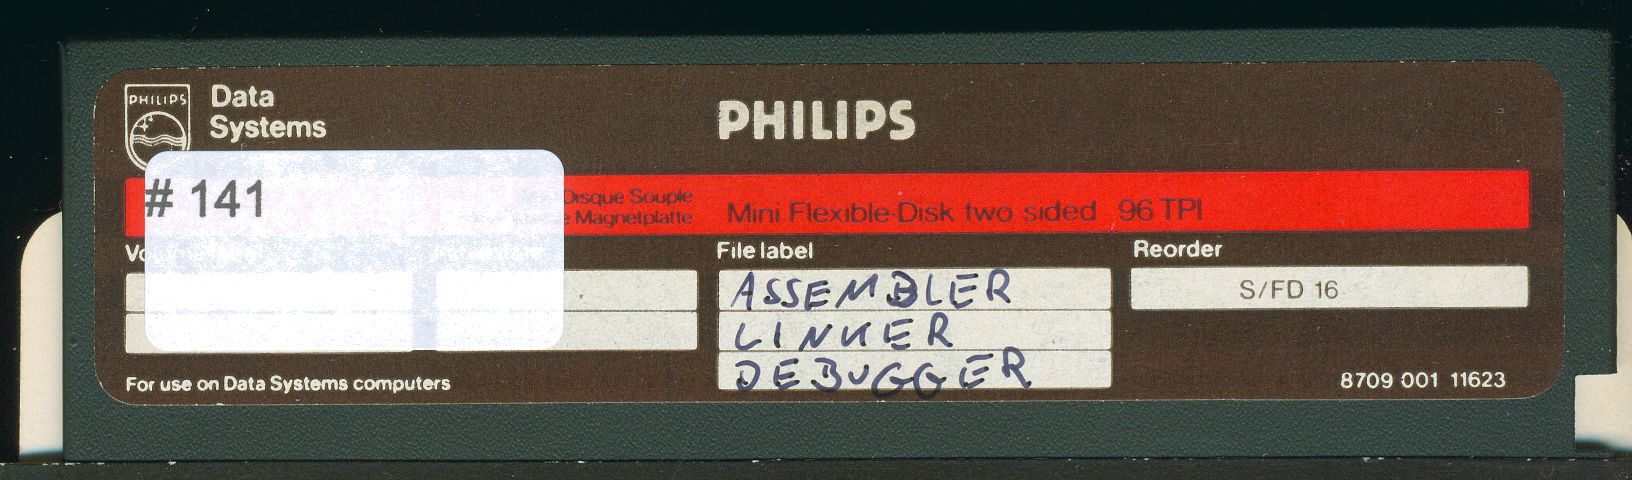 PHILIPS
Data
Systems
PHILIPS
# 141
Disque Souple
Magnetplatte
Mini Flexible-Disk two sided 96 TPI
File label
Reorder
ASSEMBLER
LINKER
DEBUGGER
S/FD 16
For use on Data Systems computers
8709 001 11623